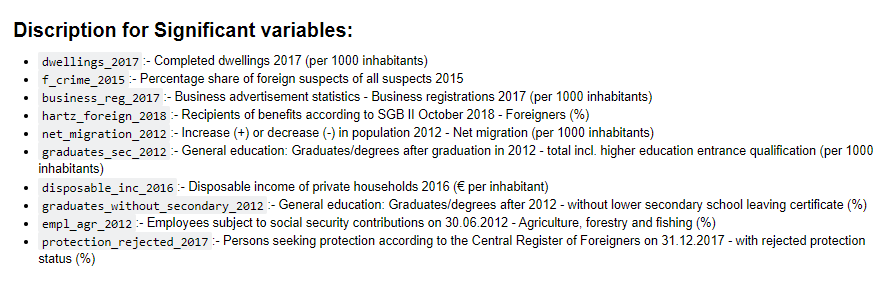 Discription for Significant variables:
dwellings_2017 :- Completed dwellings 2017 (per 1000 inhabitants)
f_crime_2015 :- Percentage share of foreign suspects of all suspects 2015
business_reg_2017 :- Business advertisement statistics - Business registrations 2017 (per 1000 inhabitants)
hartz_foreign_2018 :- Recipients of benefits according to SGB II October 2018 - Foreigners (%)
net_migration_2012 :- Increase (+) or decrease (-) in population 2012 - Net migration (per 1000 inhabitants)
graduates_sec_2012 :- General education: Graduates/degrees after graduation in 2012 - total incl. higher education entrance qualification (per 1000
inhabitants)
disposable_inc_2016 :- Disposable income of private households 2016 (€ per inhabitant)
graduates_without_secondary_2012 :- General education: Graduates/degrees after 2012 - without lower secondary school leaving certificate (%)
empl_agr_2012 :- Employees subject to social security contributions on 30.06.2012 - Agriculture, forestry and fishing (%)
protection_rejected_2017 :- Persons seeking protection according to the Central Register of Foreigners on 31.12.2017 - with rejected protection
status (%)